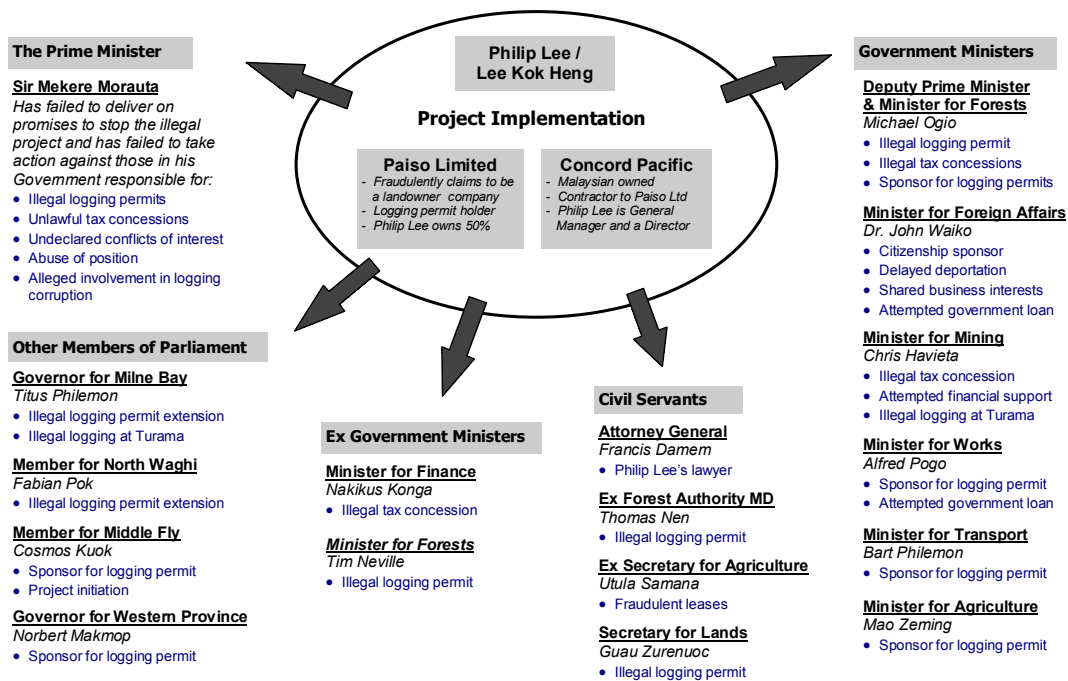 Philip Lee /
Lee Kok Heng
Project Implementation
Paiso Limited
- Fraudulently claims to be
a landowner company
- Logging permit holder
- Philip Lee owns 50%
Concord Pacific
- Malaysian owned
- Contractor to Paiso Ltd
- Philip Lee is General
Manager and a Director
The Prime Minister
Sir Mekere Morauta
Has failed to deliver on
promises to stop the illegal
project and has failed to take
action against those in his
Government responsible for:
• Illegal logging permits
• Unlawful tax concessions
• Undeclared conflicts of interest
• Abuse of position
• Alleged involvement in logging
corruption
Other Members of Parliament
Governor for Milne Bay
Titus Philemon
• Illegal logging permit extension
• Illegal logging at Turama
Member for North Waghi
Fabian Pok
• Illegal logging permit extension
Member for Middle Fly
Cosmos Kuok
• Sponsor for logging permit
• Project initiation
Governor for Western Province
Norbert Makmop
• Sponsor for logging permit
Ex Government Ministers
Minister for Finance
Nakikus Konga
• Illegal tax concession
Minister for Forests
Tim Neville
• Illegal logging permit
Civil Servants
Attorney General
Francis Damem
• Philip Lee's lawyer
Ex Forest Authority MD
Thomas Nen
• Illegal logging permit
Ex Secretary for Agriculture
Utula Samana
• Fraudulent leases
Secretary for Lands
Guau Zurenuoc
• Illegal logging permit
Government Ministers
Deputy Prime Minister
& Minister for Forests
Michael Ogio
• Illegal logging permit
• Illegal tax concessions
• Sponsor for logging permits
Minister for Foreign Affairs
Dr. John Waiko
• Citizenship sponsor
• Delayed deportation
• Shared business interests
• Attempted government loan
Minister for Mining
Chris Havieta
• Illegal tax concession
• Attempted financial support
• Illegal logging at Turama
Minister for Works
Alfred Pogo
• Sponsor for logging permit
• Attempted government loan
Minister for Transport
Bart Philemon
• Sponsor for logging permit
Minister for Agriculture
Mao Zeming
• Sponsor for logging permit